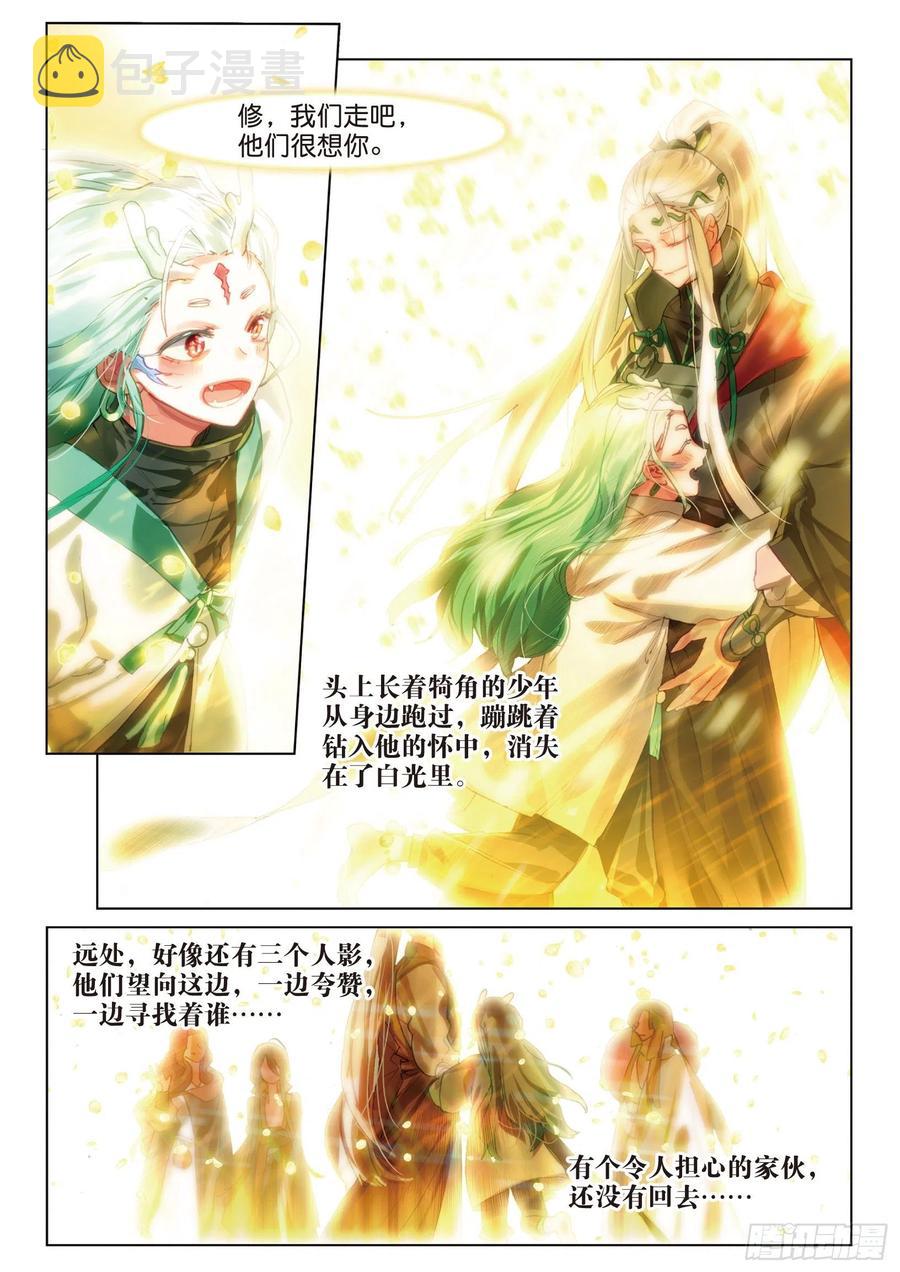 包子漫畫
修，我们走吧，
他们很想你。
头上长着犄角的少年
从身边跑过，蹦跳着
钻入他的怀中，消失
在了白光里。
远处，好像还有三个人影，
他们望向这边，一边夸赞，
一边寻找着谁……
有个令人担心的家伙，
还没有回去……
腾讯动漫